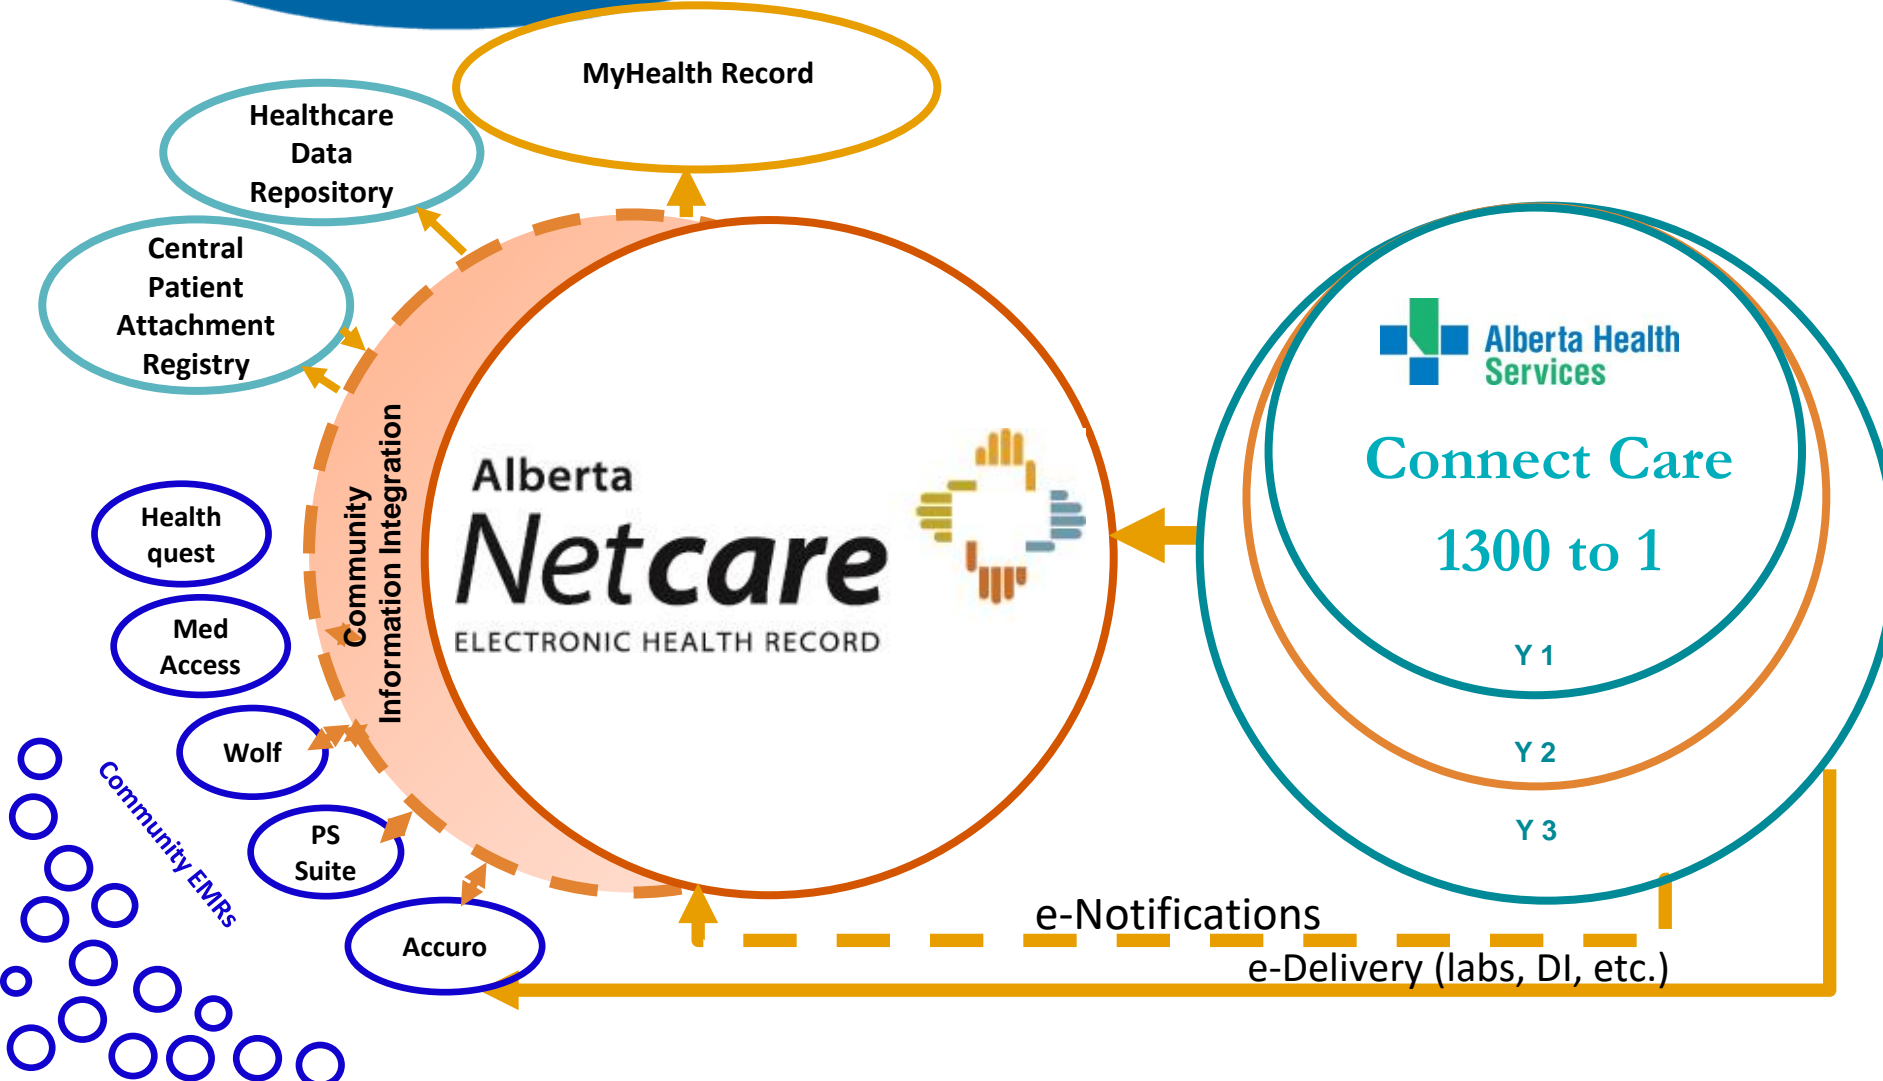 MyHealth Record
Healthcare
Data
Repository
Central
Patient
Attachment
Registry
Community
Information Integration
Alberta
Netcare
ELECTRONIC HEALTH RECORD
Alberta Health
Services
Connect Care
1300 to 1
Y 1
Y 2
Y 3
Health
quest
Med
Access
Wolf
PS
Suite
Accuro
Community EMRs
e-Notifications
e-Delivery (labs, DI, etc.)